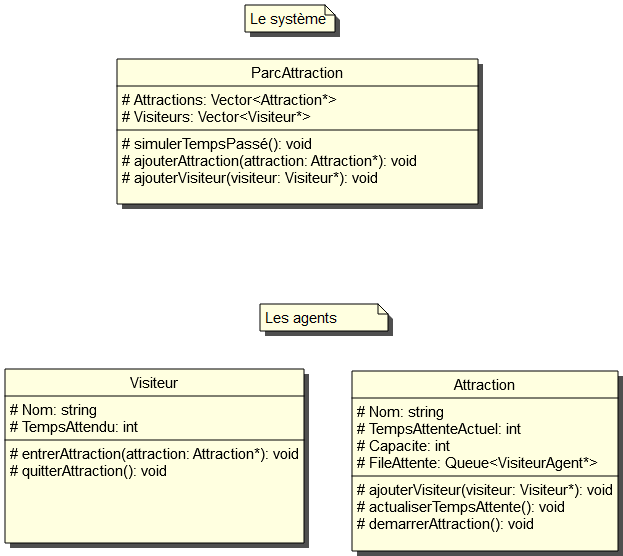 Le système
ParcAttraction
# Attractions: Vector<Attraction*>
# Visiteurs: Vector<Visiteur*>
# simulerTempsPassé(): void
# ajouterAttraction(attraction: Attraction*): void
# ajouterVisiteur(visiteur: Visiteur*): void
Les agents
Visiteur
# Nom: string
# TempsAttendu: int
# entrerAttraction(attraction: Attraction*): void
# quitterAttraction(): void
Attraction
# Nom: string
# TempsAttenteActuel: int
# Capacite: int
# FileAttente: Queue<VisiteurAgent*>
# ajouterVisiteur(visiteur: Visiteur*): void
# actualiserTempsAttente(): void
# demarrerAttraction(): void